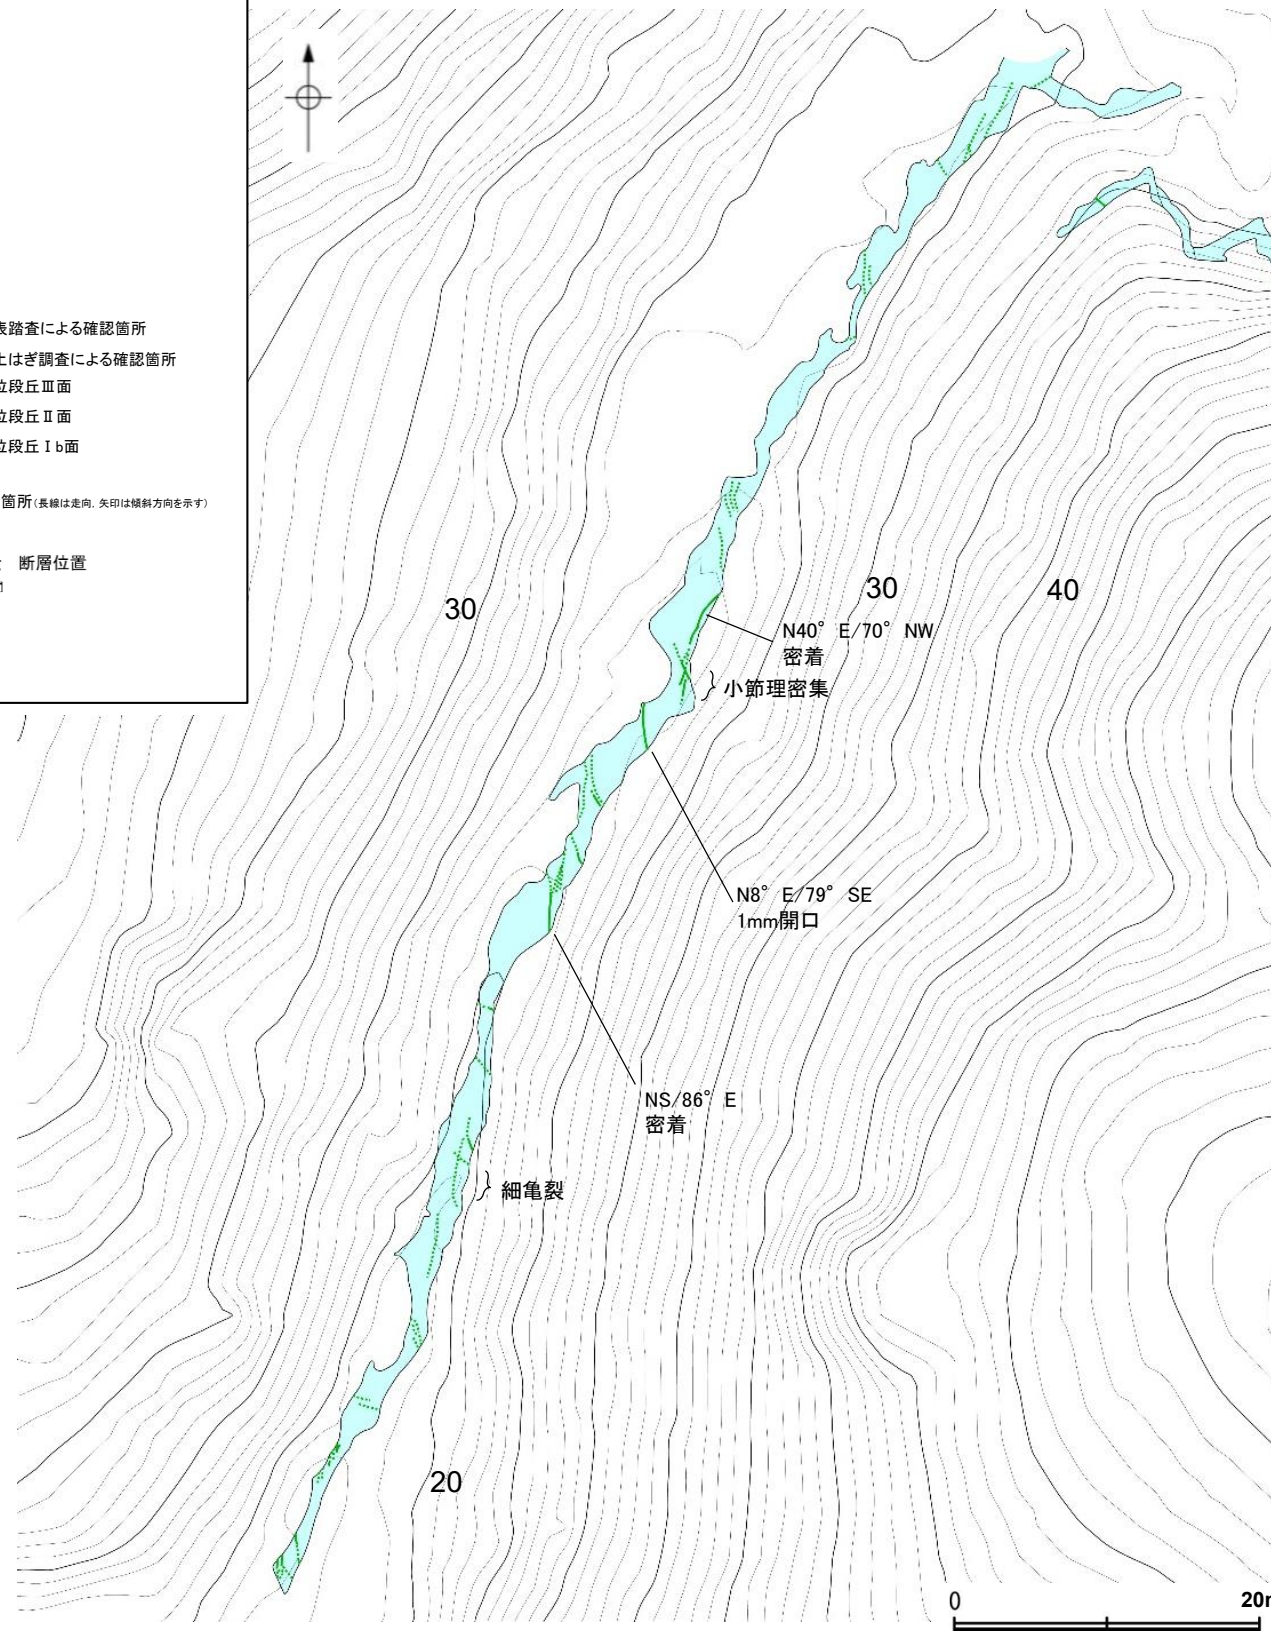 表踏査による確認箇所
土はぎ調査による確認箇所
位段丘Ⅲ面
位段丘Ⅱ面
位段丘Ⅰb面
箇所(長線は走向，矢印は傾斜方向を示す)
断層位置
30
30
40
N40°E/70°NW
密着
小節理密集
N8°E/79°SE
1mm開口
NS/86°E
密着
細亀裂
20
0
20m